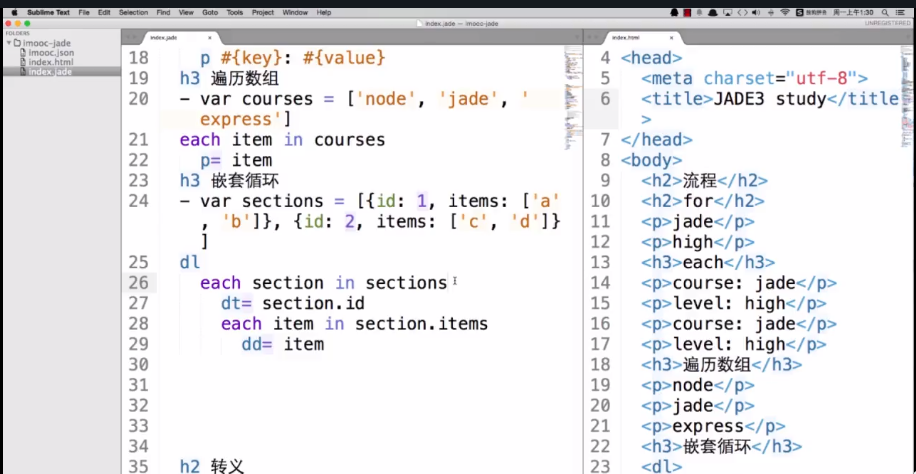 Sublime Text File Edit Selection Find View Goto Tools Project Window Help 周一上午1:30
index.jade — imooc-jade
UNREGISTERED
FOLDERS
imooc-jade
imooc.json
index.html
index.jade
index.jade ×
18 p #{key}: #{value}
19 h3 遍历数组
20 - var courses = ['node', 'jade', '
express']
21 each item in courses
22 p= item
23 h3 嵌套循环
24 - var sections = [{id: 1, items: ['a'
, 'b']}, {id: 2, items: ['c', 'd']}
]
25 dl
26 each section in sections
27 dt= section.id
28 each item in section.items
29 dd= item
30
31
32
33
34
35 h2 转义
index.html ×
4 <head>
5 <meta charset="utf-8">
6 <title>JADE3 study</title
>
7 </head>
8 <body>
9 <h2>流程</h2>
10 <h2>for</h2>
11 <p>jade</p>
12 <p>high</p>
13 <h3>each</h3>
14 <p>course: jade</p>
15 <p>level: high</p>
16 <p>course: jade</p>
17 <p>level: high</p>
18 <h3>遍历数组</h3>
19 <p>node</p>
20 <p>jade</p>
21 <p>express</p>
22 <h3>嵌套循环</h3>
23 <dl>